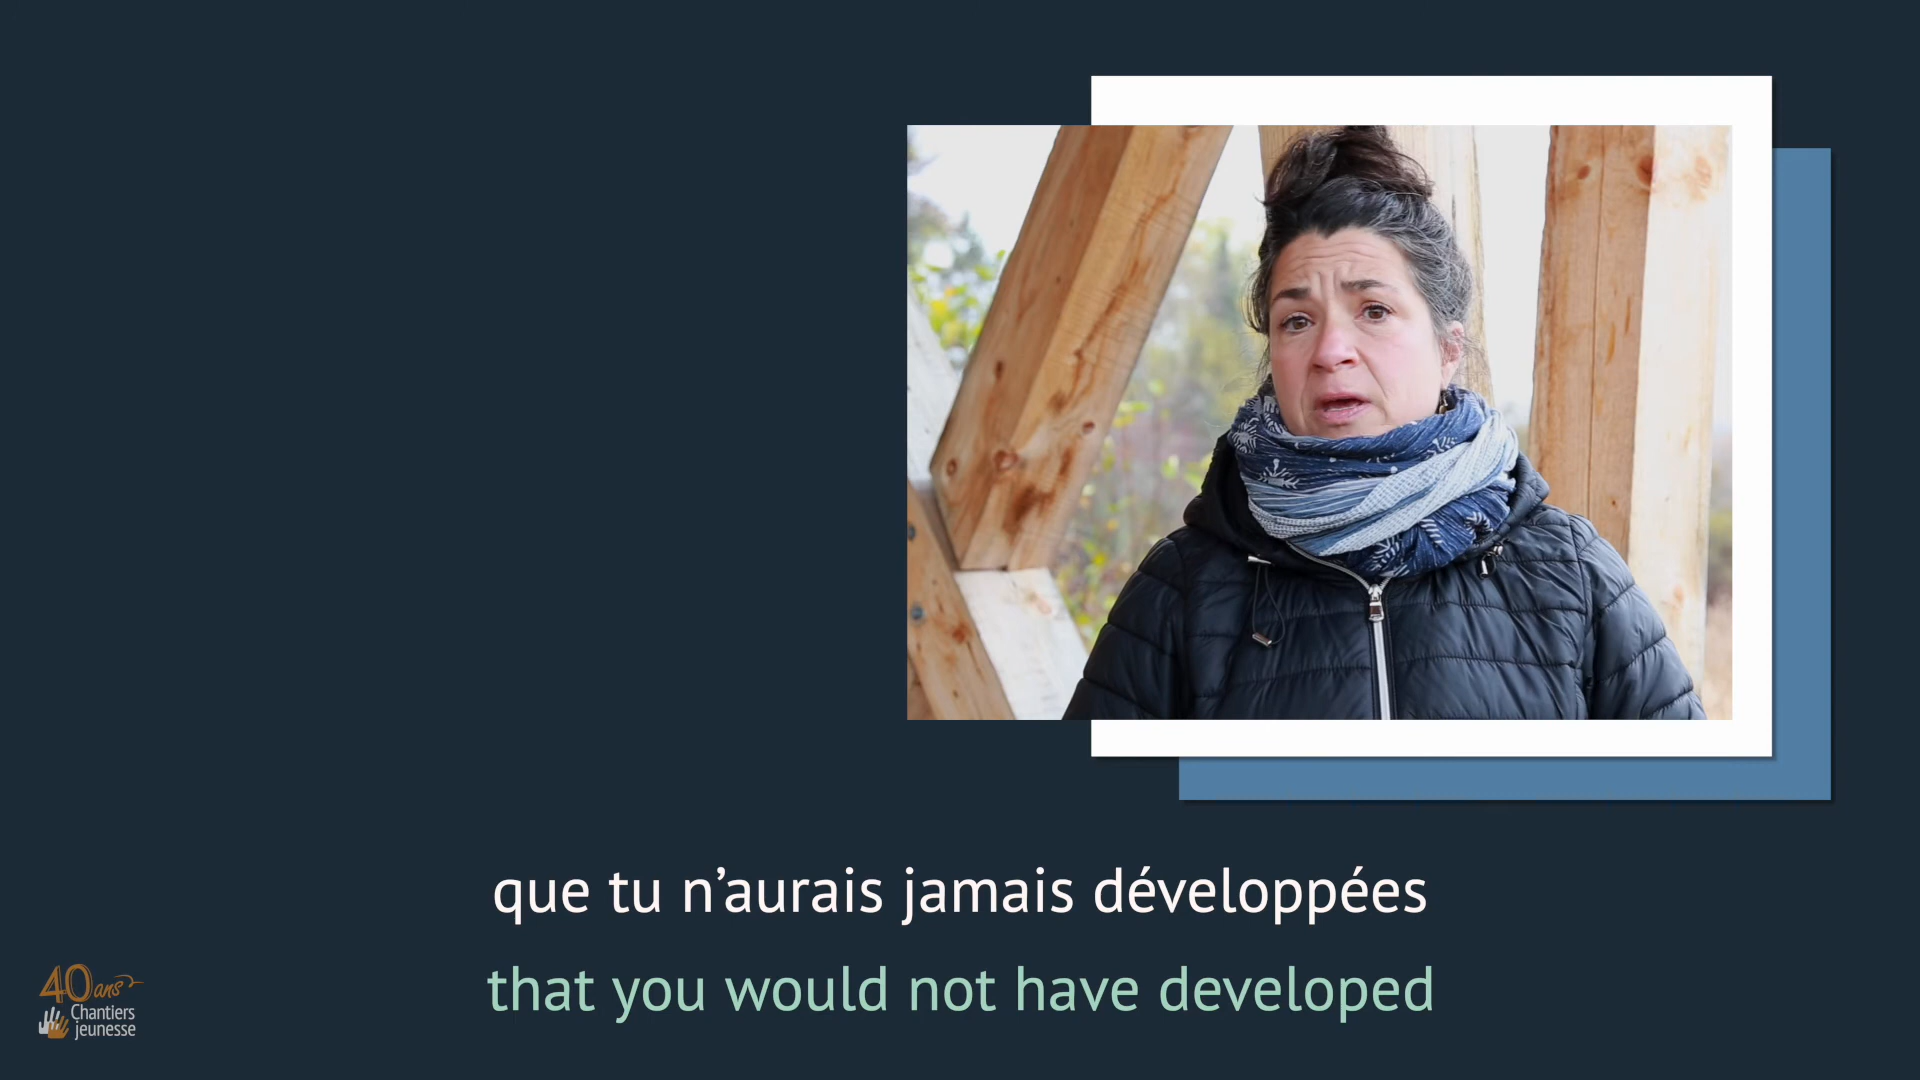 que tu n’aurais jamais développées
that you would not have developed
40 ans
Chantiers
jeunesse